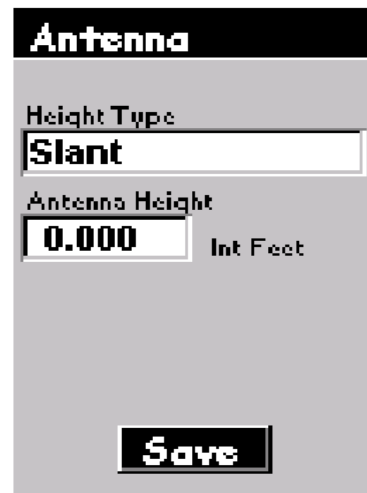 Antenna
Height Type
Slant
Antenna Height
0.000 Int Feet
Save